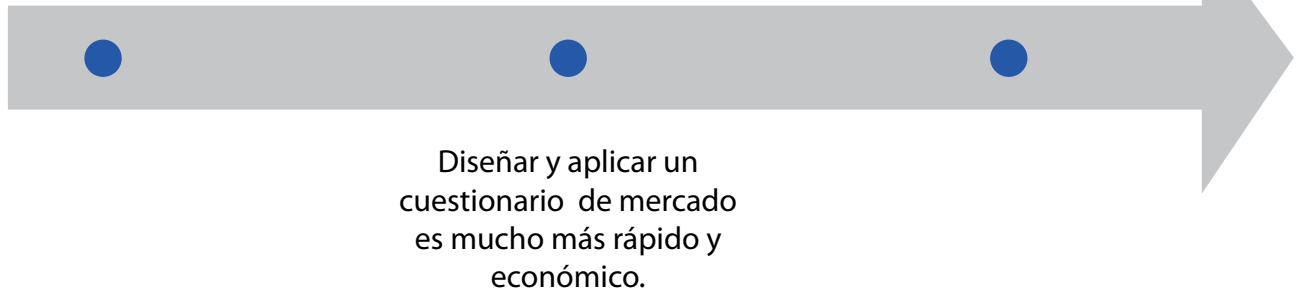 Diseñar y aplicar un
cuestionario de mercado
es mucho más rápido y
económico.